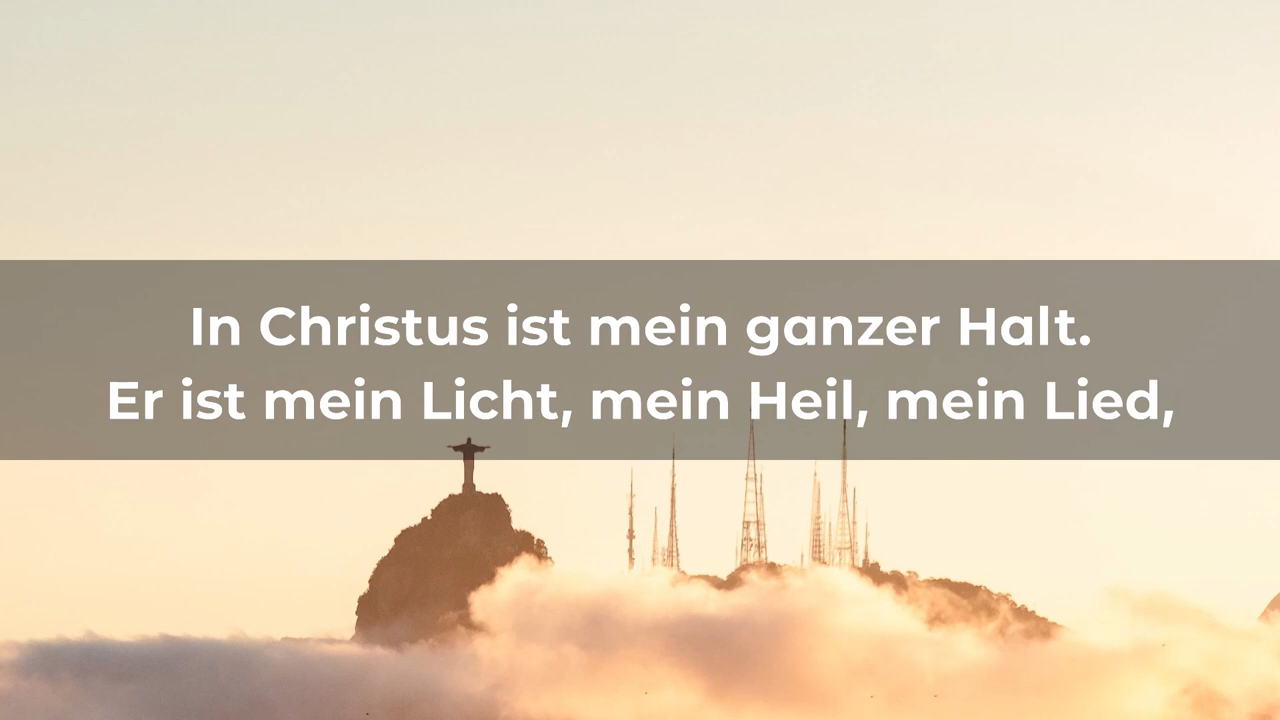 In Christus ist mein ganzer Halt.
Er ist mein Licht, mein Heil, mein Lied,